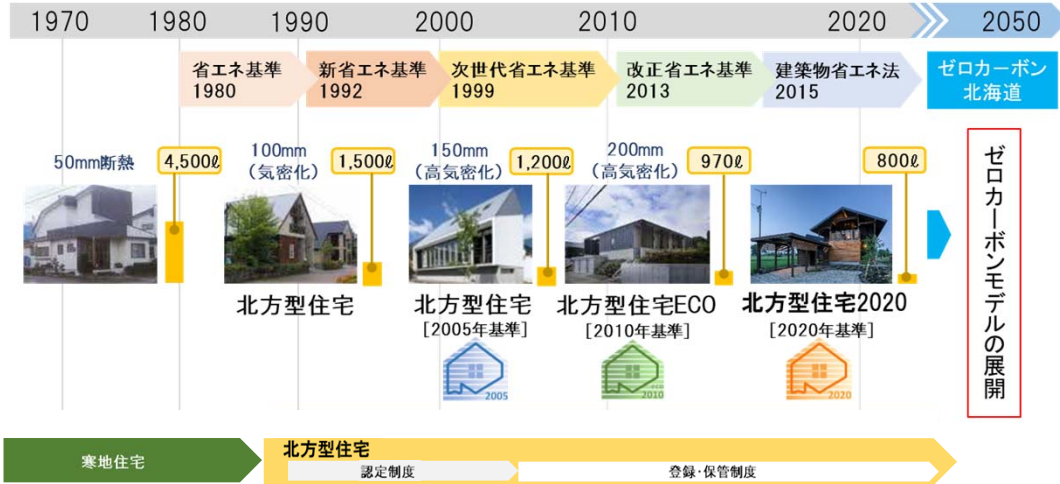 1970
1980
1990
2000
2010
2020
2050
省エネ基準
1980
新省エネ基準
1992
次世代省エネ基準
1999
改正省エネ基準
2013
建築物省エネ法
2015
ゼロカーボン
北海道
50mm断熱
4,500ℓ
100mm
(気密化)
1,500ℓ
150mm
(高気密化)
1,200ℓ
200mm
(高気密化)
970ℓ
800ℓ
北方型住宅
北方型住宅
[2005年基準]
2005
北方型住宅ECO
[2010年基準]
2010
北方型住宅2020
[2020年基準]
2020
ゼロカーボンモデルの展開
寒地住宅
北方型住宅
認定制度
登録・保管制度